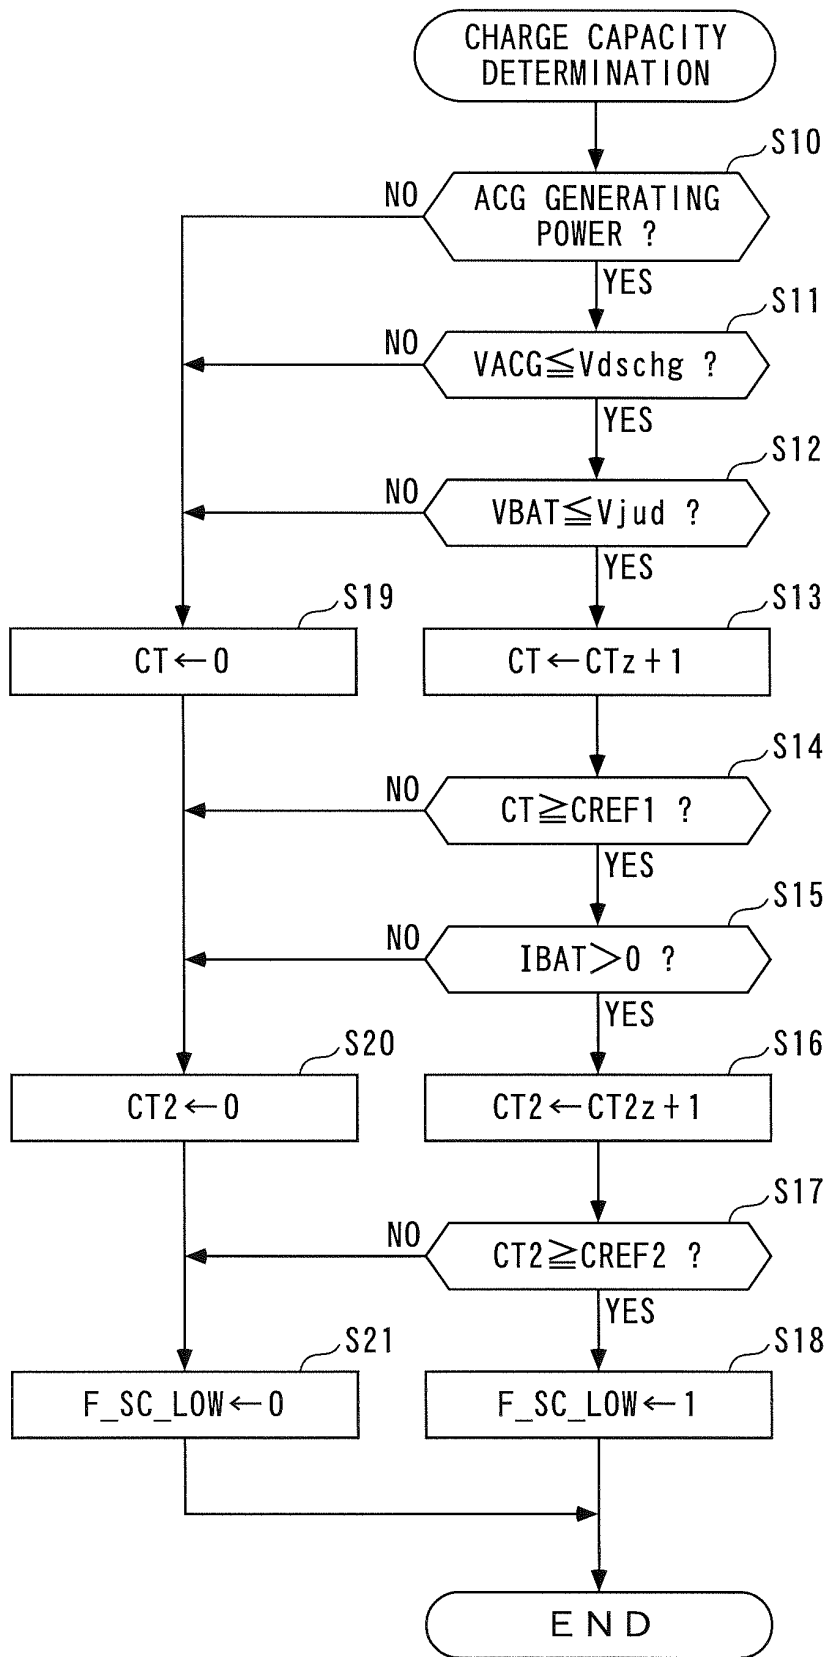 CHARGE CAPACITY
DETERMINATION
S10
NO
ACG GENERATING
POWER ?
YES
S11
NO
VACG≦Vdschg ?
YES
S12
NO
VBAT≦Vjud ?
YES
S19
S13
CT←0
CT←CTz+1
S14
NO
CT≧CREF1 ?
YES
S15
NO
IBAT>0 ?
YES
S20
S16
CT2←0
CT2←CT2z+1
S17
NO
CT2≧CREF2 ?
YES
S21
S18
F_SC_LOW←0
F_SC_LOW←1
END